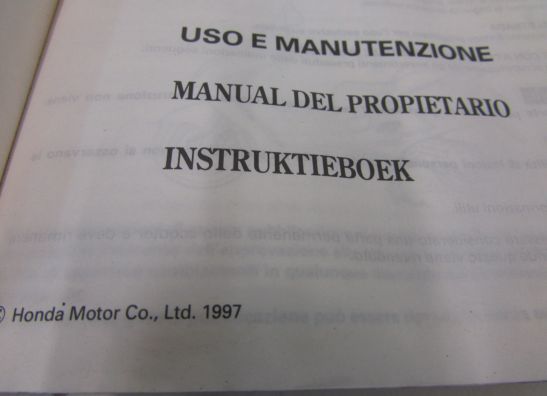 USO E MANUTENZIONE
MANUAL DEL PROPIETARIO
INSTRUKTIEBOEK
© Honda Motor Co., Ltd. 1997